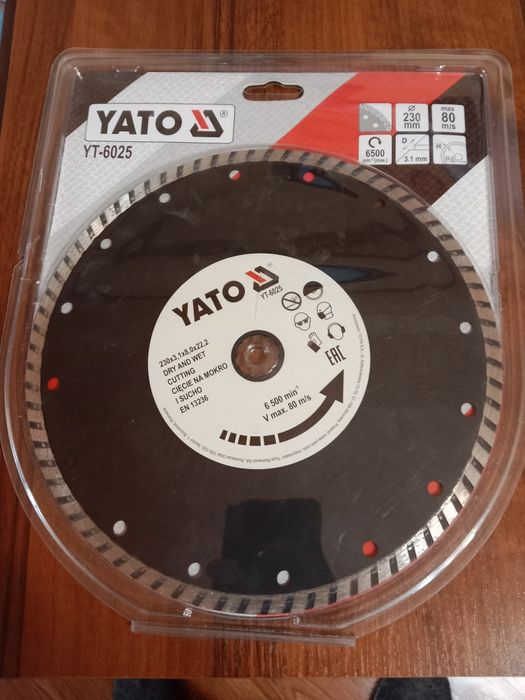 YATO
YT-6025
230
mm
max
80
m/s
6500
min⁻¹ (max.)
D
3.1 mm
H
YATO
YT-6025
230x3,1x8,0x22,2
DRY AND WET
CUTTING
CIĘCIE NA MOKRO
I SUCHO
EN 13236
EAC
6 500 min⁻¹
V max. 80 m/s